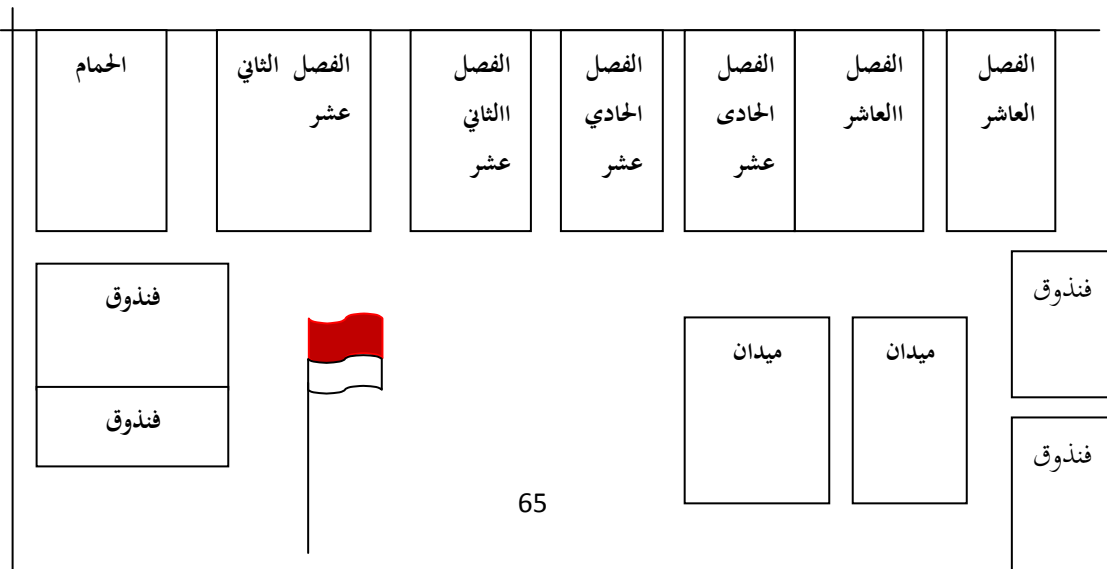 الفصل
العاشر
الفصل
االعاشر
الفصل
الحادى
عشر
الفصل
الحادي
عشر
الفصل
االثاني
عشر
الفصل الثاني
عشر
الحمام
فنذوق
فنذوق
ميدان
ميدان
فنذوق
فنذوق
65